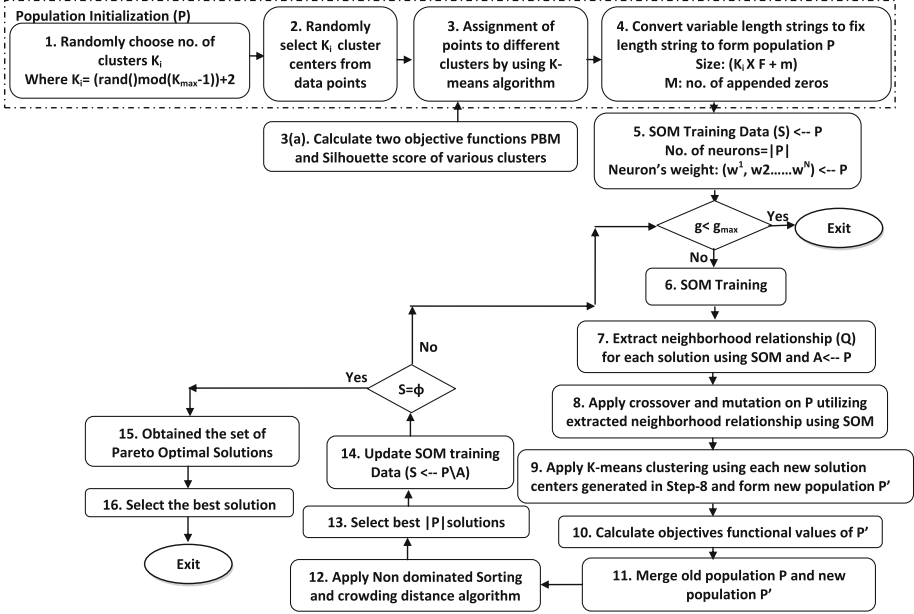 Population Initialization (P)
1. Randomly choose no. of
clusters Ki
Where Ki= (rand()mod(Kmax-1))+2
2. Randomly
select Ki cluster
centers from
data points
3. Assignment of
points to different
clusters by using K-
means algorithm
4. Convert variable length strings to fix
length string to form population P
Size: (Ki X F + m)
M: no. of appended zeros
3(a). Calculate two objective functions PBM
and Silhouette score of various clusters
5. SOM Training Data (S) <-- P
No. of neurons=|P|
Neuron’s weight: (w1, w2……wN) <-- P
g< gmax
Yes
Exit
No
6. SOM Training
7. Extract neighborhood relationship (Q)
for each solution using SOM and A<-- P
8. Apply crossover and mutation on P utilizing
extracted neighborhood relationship using SOM
9. Apply K-means clustering using each new solution
centers generated in Step-8 and form new population P’
10. Calculate objectives functional values of P’
11. Merge old population P and new
population P’
12. Apply Non dominated Sorting
and crowding distance algorithm
13. Select best |P|solutions
14. Update SOM training
Data (S <-- P\A)
S=ϕ
No
Yes
15. Obtained the set of
Pareto Optimal Solutions
16. Select the best solution
Exit